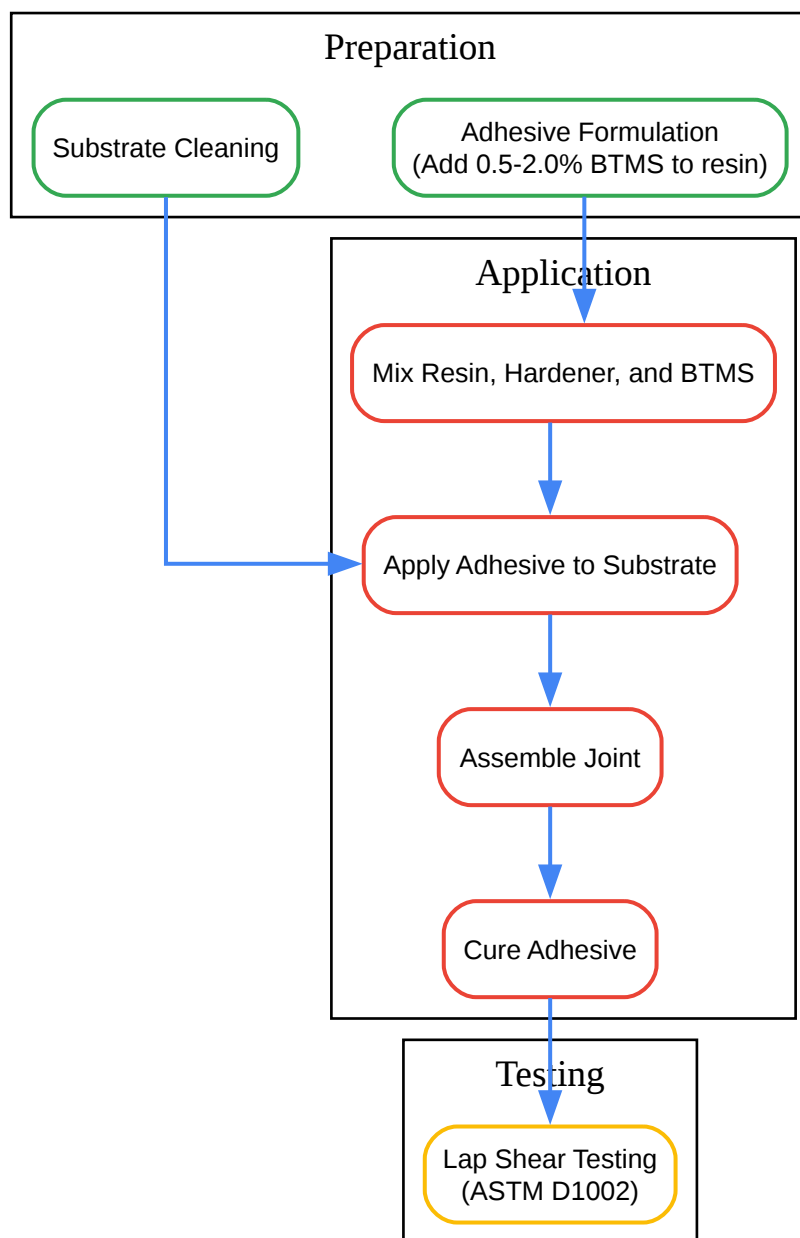 Preparation
Substrate Cleaning
Adhesive Formulation
(Add 0.5-2.0% BTMS to resin)
Application
Mix Resin, Hardener, and BTMS
Apply Adhesive to Substrate
Assemble Joint
Cure Adhesive
Testing
Lap Shear Testing
(ASTM D1002)